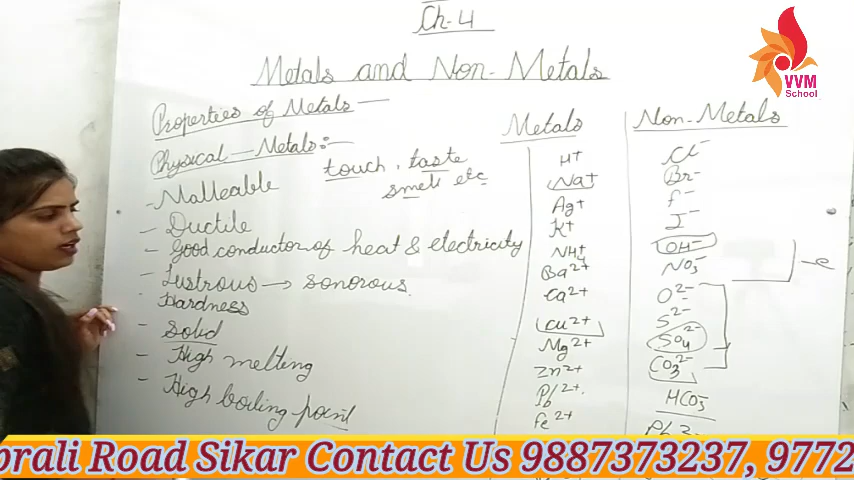 Ch-4
Metals and Non-Metals
Properties of Metals —
Physical — Metals :-
touch, taste
smell etc
- Malleable
- Ductile
- Good conductor of heat & electricity
- Lustrous → sonorous.
- Hardness
- Solid
- High melting
- High boiling point
Metals
H+
Na+
Ag+
K+
NH4+
Ba2+
Ca2+
Cu2+
Mg2+
Zn2+
Pb2+
Fe2+
Non-Metals
Cl-
Br-
F-
I-
OH-
NO3-
O2-
S2-
SO42-
CO32-
HCO3-
VVM
School
Road Sikar Contact Us 9887373237, 9772